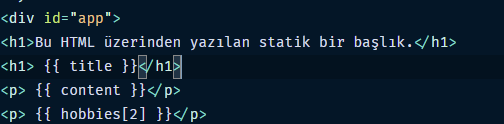 <div id="app">
<h1>Bu HTML üzerinden yazılan statik bir başlık.</h1>
<h1> {{ title }}</h1>
<p> {{ content }}</p>
<p> {{ hobbies[2] }}</p>